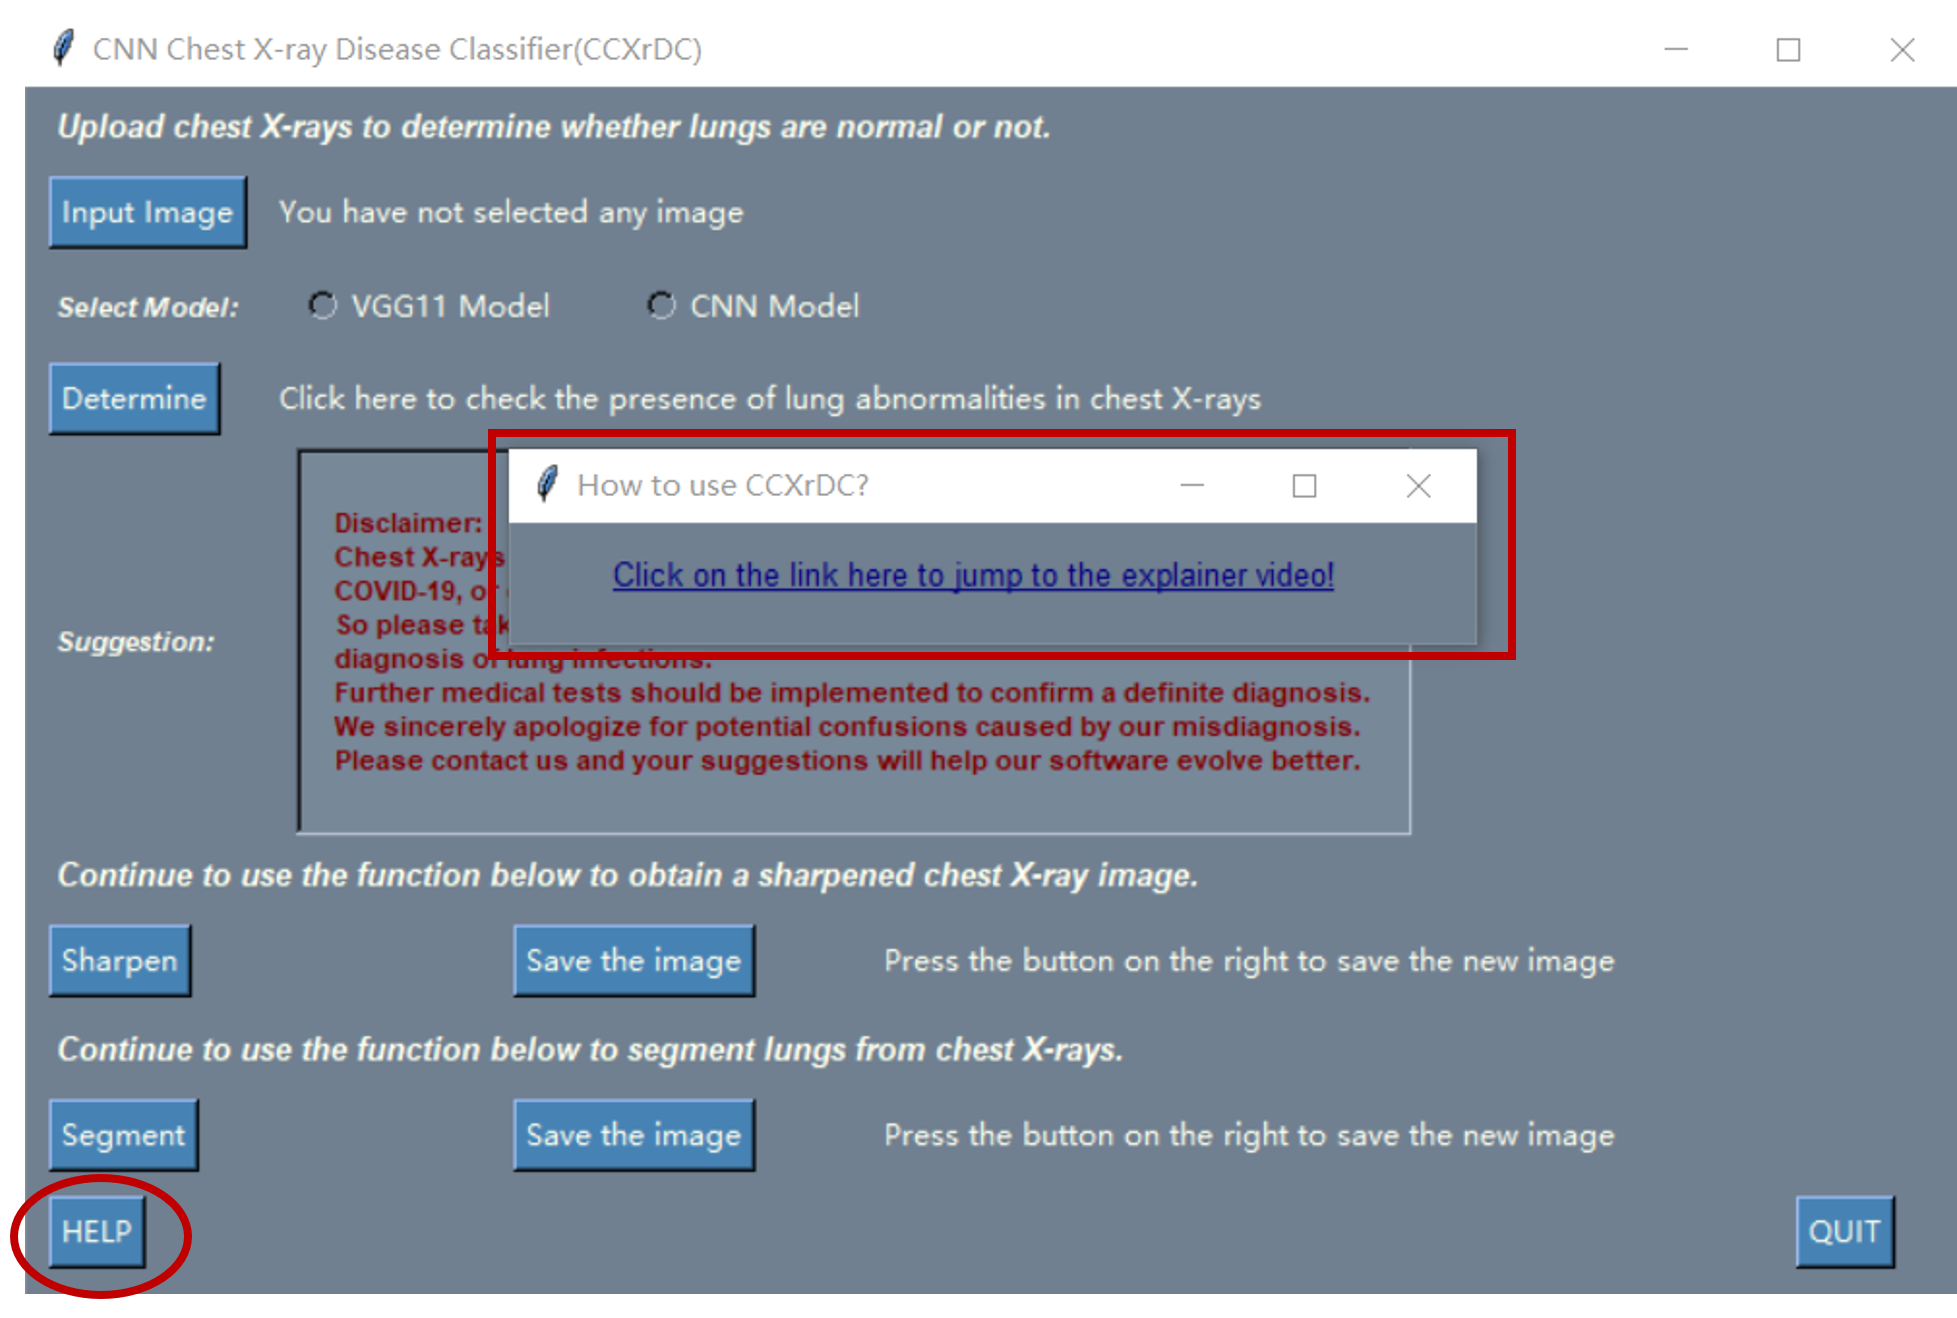 CNN Chest X-ray Disease Classifier(CCXrDC)
Upload chest X-rays to determine whether lungs are normal or not.
Input Image You have not selected any image
Select Model: VGG11 Model CNN Model
Determine Click here to check the presence of lung abnormalities in chest X-rays
How to use CCXrDC?
Click on the link here to jump to the explainer video!
Suggestion:
Disclaimer:
Chest X-rays
COVID-19, or
So please
diagnosis of lung infections.
Further medical tests should be implemented to confirm a definite diagnosis.
We sincerely apologize for potential confusions caused by our misdiagnosis.
Please contact us and your suggestions will help our software evolve better.
Continue to use the function below to obtain a sharpened chest X-ray image.
Sharpen Save the image Press the button on the right to save the new image
Continue to use the function below to segment lungs from chest X-rays.
Segment Save the image Press the button on the right to save the new image
HELP QUIT